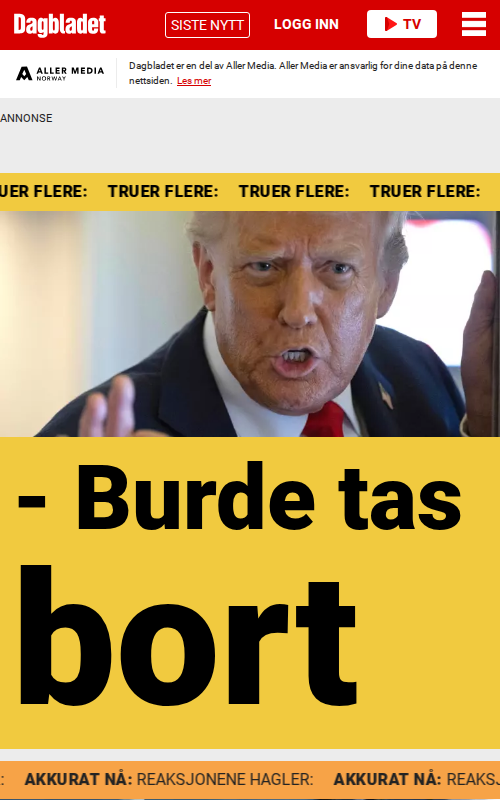 Dagbladet
SISTE NYTT
LOGG INN
TV
ALLER MEDIA
NORWAY
Dagbladet er en del av Aller Media. Aller Media er ansvarlig for dine data på denne
nettsiden. Les mer
ANNONSE
UER FLERE: TRUER FLERE: TRUER FLERE: TRUER FLERE:
- Burde tas
bort
: AKKURAT NÅ: REAKSJONENE HAGLER: AKKURAT NÅ: REAKSJ